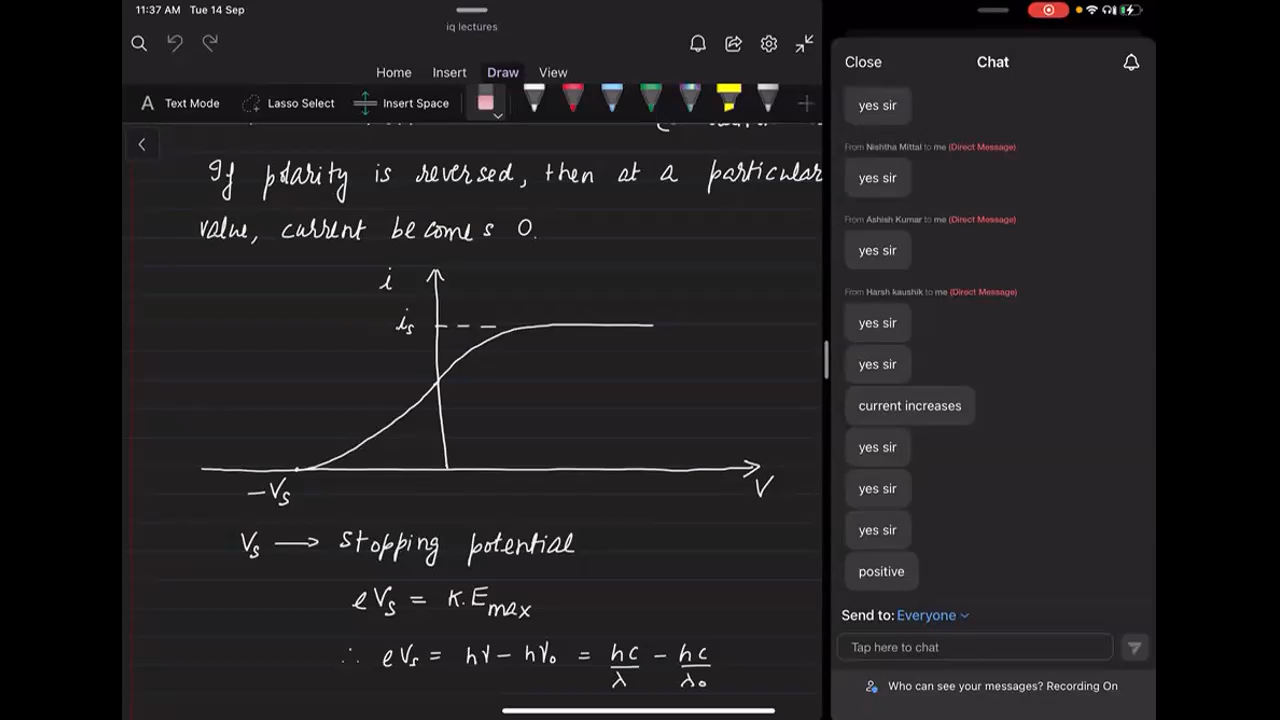 11:37 AM Tue 14 Sep
iq lectures
Home Insert Draw View
A Text Mode Lasso Select Insert Space
If polarity is reversed, then at a particular
value, current becomes 0.
i
is
-Vs
V
Vs → stopping potential
eVs = K.Emax
∴ eVs = hν - hν₀ = hc/λ - hc/λ₀
Close Chat
yes sir
From Nishtha Mittal to me (Direct Message)
yes sir
From Ashish Kumar to me (Direct Message)
yes sir
From Harsh kaushik to me (Direct Message)
yes sir
yes sir
current increases
yes sir
yes sir
yes sir
positive
Send to: Everyone
Tap here to chat
Who can see your messages? Recording On